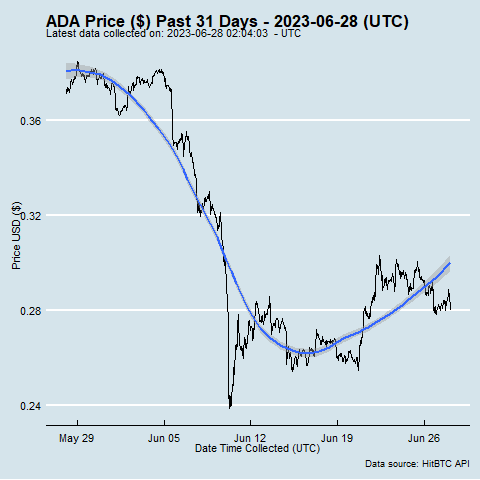 ADA Price ($) Past 31 Days - 2023-06-28 (UTC)
Latest data collected on: 2023-06-28 02:04:03 - UTC
Price USD ($)
0.36
0.32
0.28
0.24
May 29 Jun 05 Jun 12 Jun 19 Jun 26
Date Time Collected (UTC)
Data source: HitBTC API